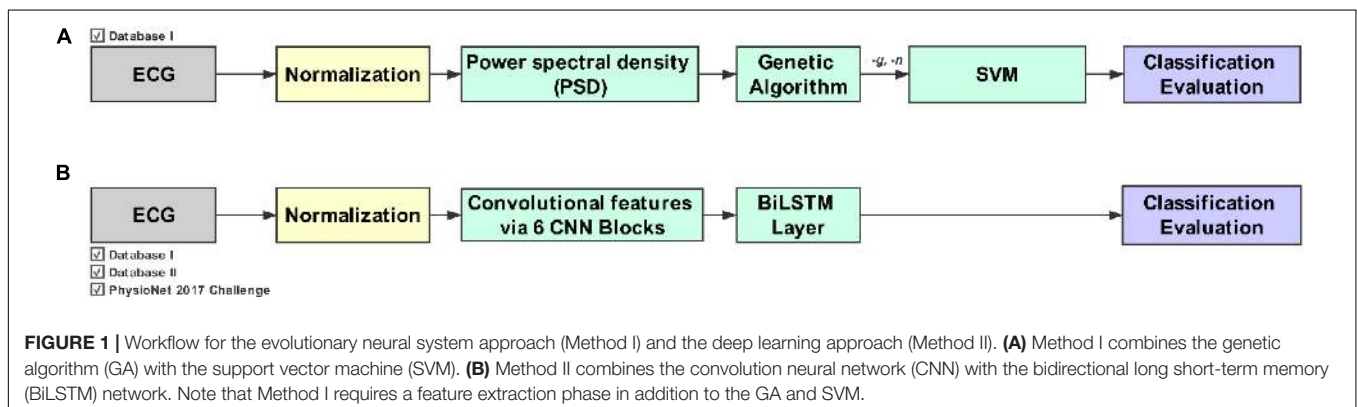 A
☑ Database I
ECG
Normalization
Power spectral density
(PSD)
Genetic
Algorithm
-g, -n
SVM
Classification
Evaluation
B
ECG
Normalization
Convolutional features
via 6 CNN Blocks
BiLSTM
Layer
Classification
Evaluation
☑ Database I
☑ Database II
☑ PhysioNet 2017 Challenge
FIGURE 1 | Workflow for the evolutionary neural system approach (Method I) and the deep learning approach (Method II). (A) Method I combines the genetic
algorithm (GA) with the support vector machine (SVM). (B) Method II combines the convolution neural network (CNN) with the bidirectional long short-term memory
(BiLSTM) network. Note that Method I requires a feature extraction phase in addition to the GA and SVM.